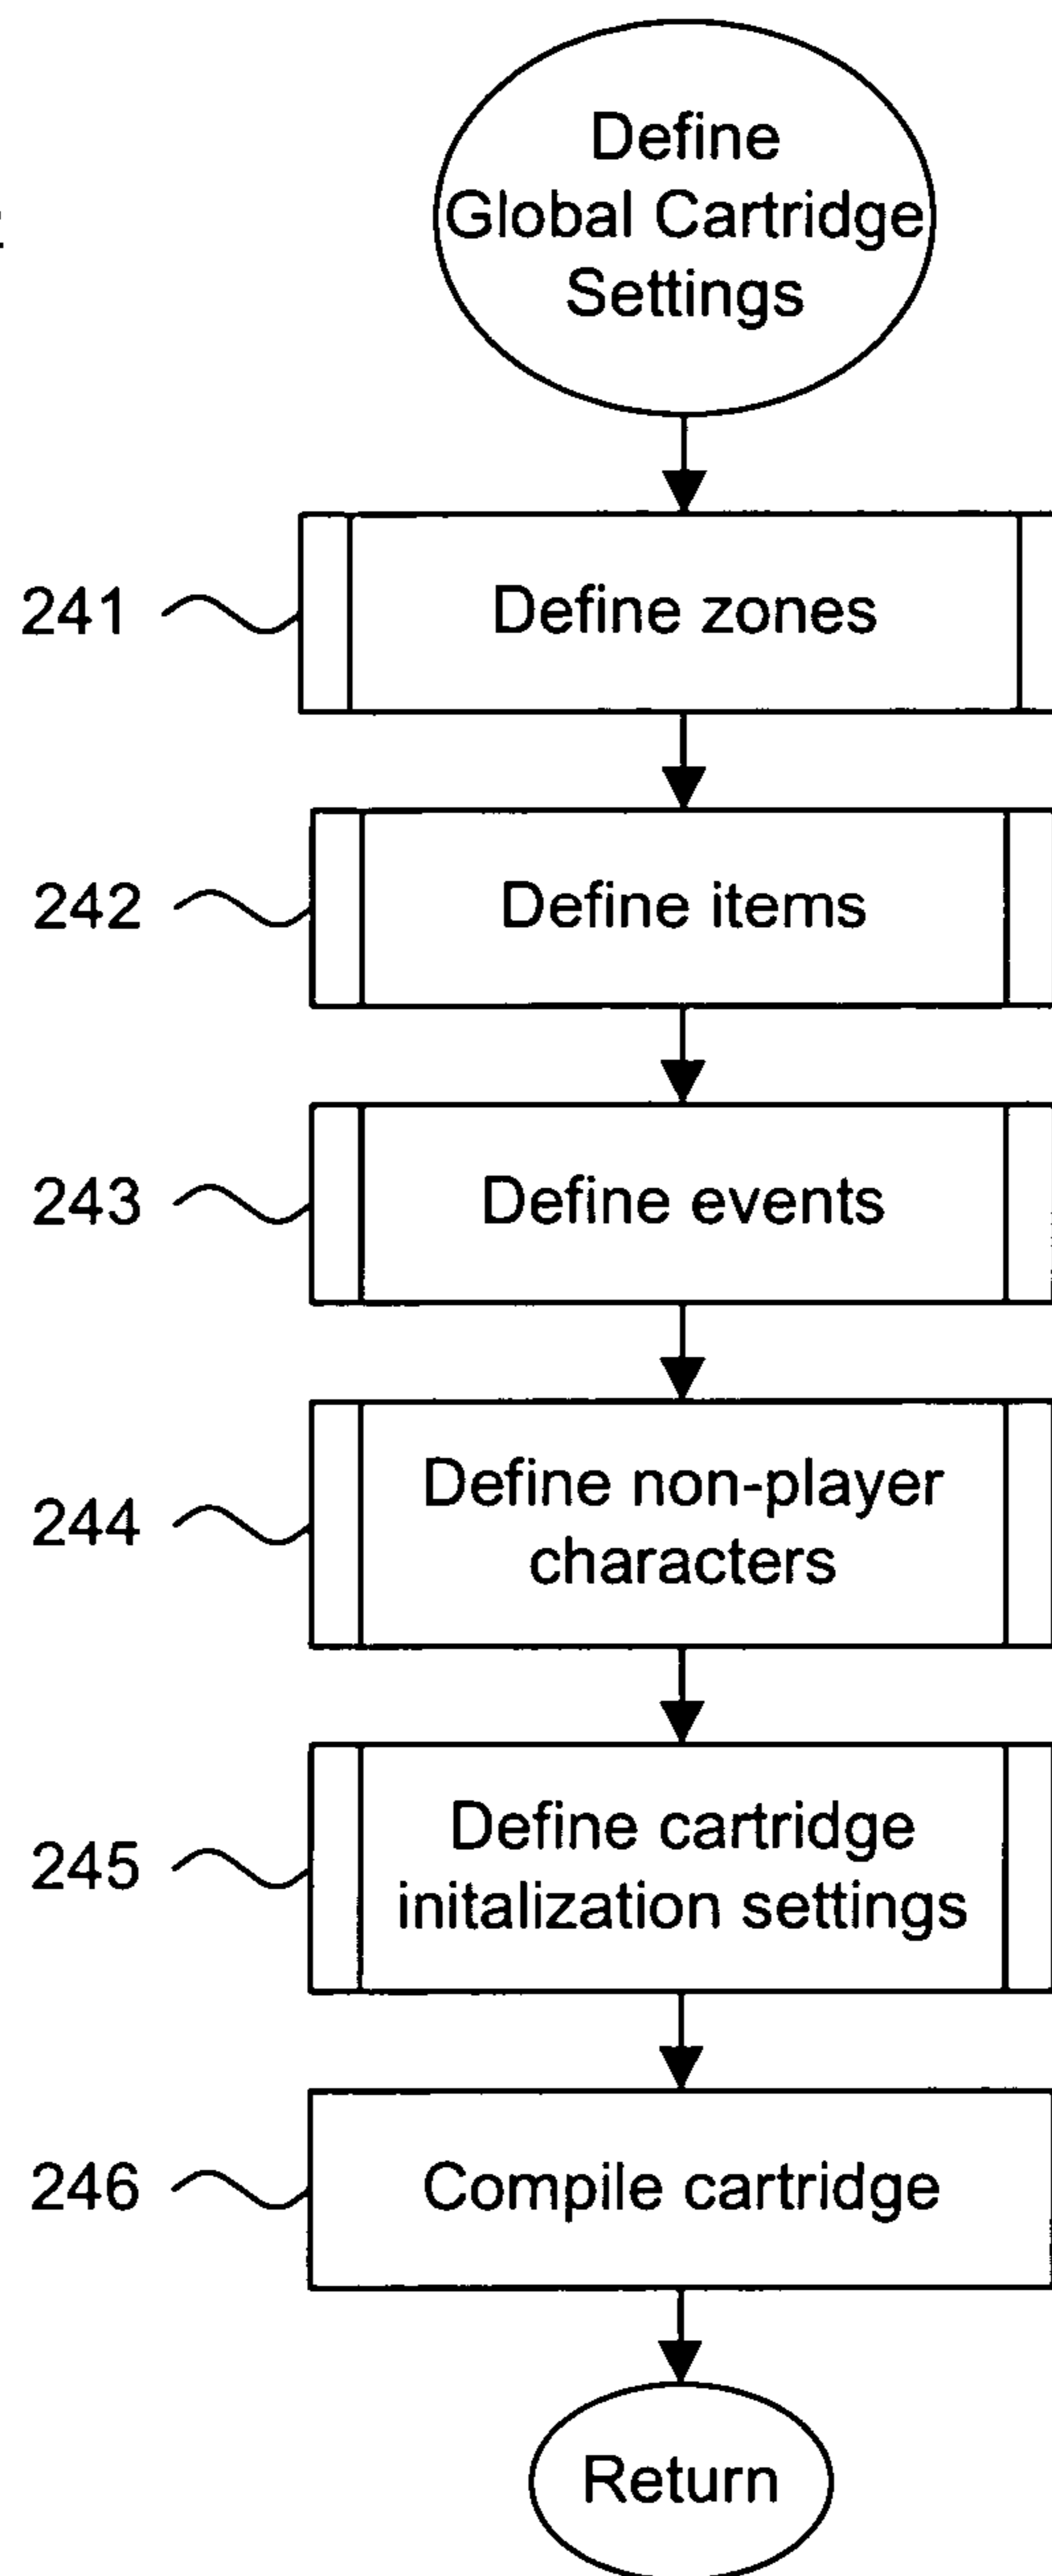 Define
Global Cartridge
Settings
241
Define zones
242
Define items
243
Define events
244
Define non-player
characters
245
Define cartridge
initalization settings
246
Compile cartridge
Return